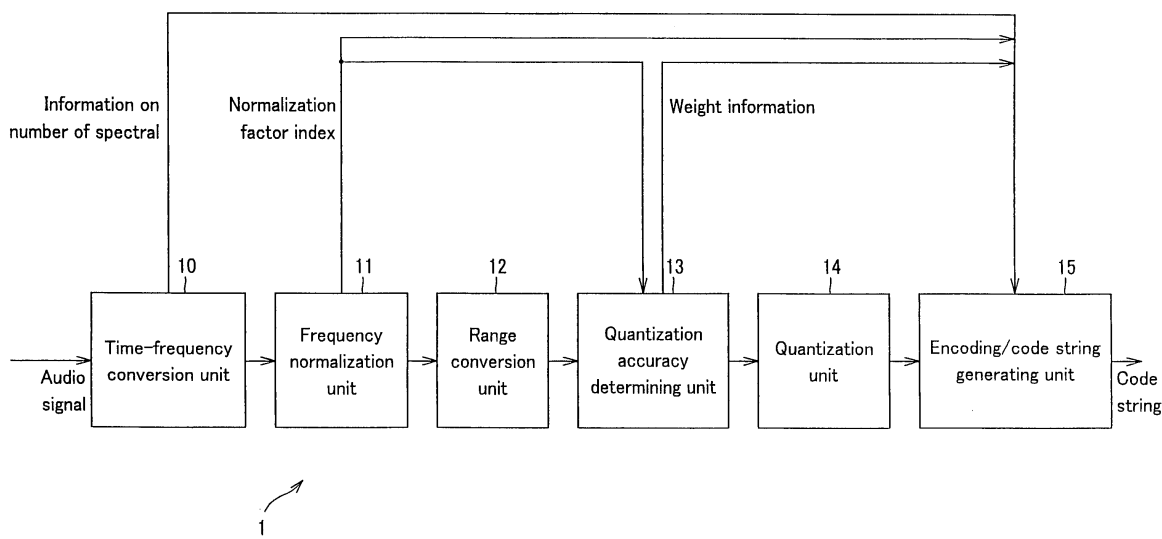 Information on
number of spectral
Normalization
factor index
Weight information
10
11
12
13
14
15
Time-frequency
conversion unit
Frequency
normalization
unit
Range
conversion
unit
Quantization
accuracy
determining unit
Quantization
unit
Encoding/code string
generating unit
Audio
signal
Code
string
1